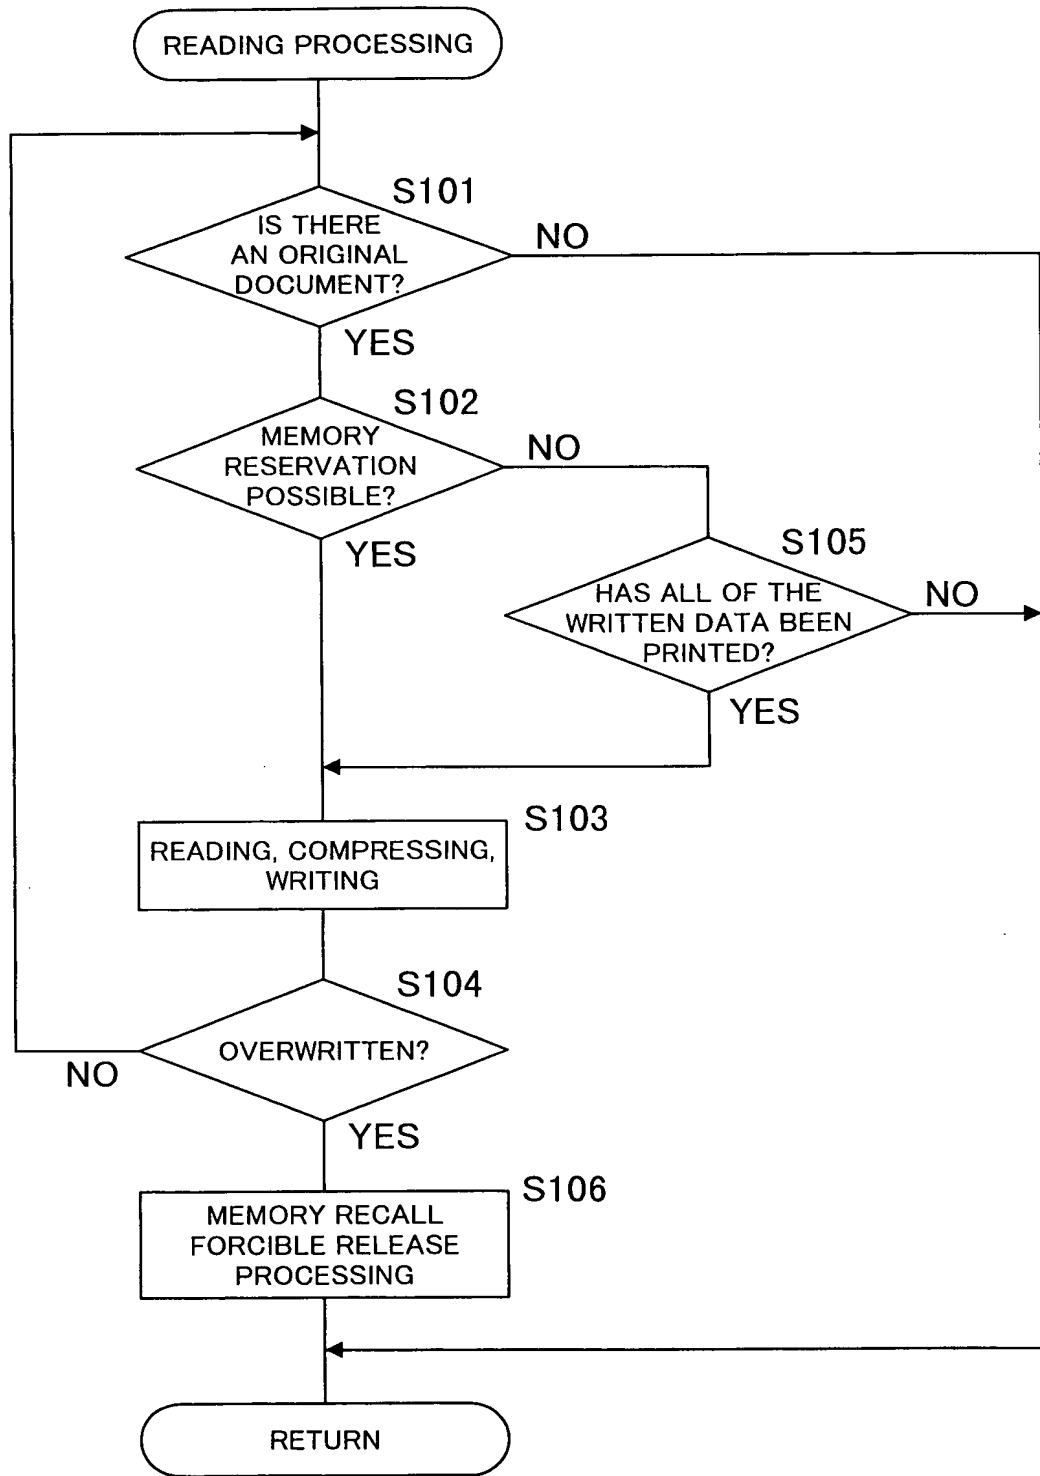 READING PROCESSING
S101
IS THERE
AN ORIGINAL
DOCUMENT?
NO
YES
S102
MEMORY
RESERVATION
POSSIBLE?
NO
YES
S105
HAS ALL OF THE
WRITTEN DATA BEEN
PRINTED?
NO
YES
S103
READING, COMPRESSING,
WRITING
S104
OVERWRITTEN?
NO
YES
S106
MEMORY RECALL
FORCIBLE RELEASE
PROCESSING
RETURN